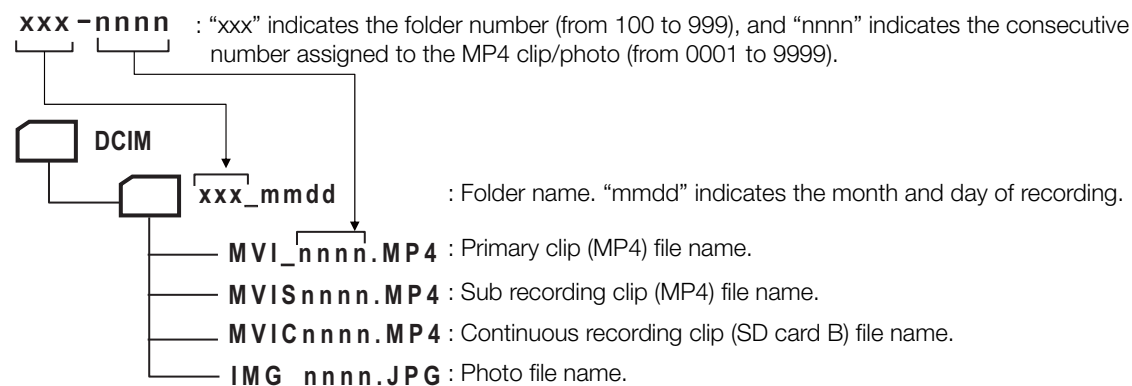 xxx-nnnn : “xxx” indicates the folder number (from 100 to 999), and “nnnn” indicates the consecutive
number assigned to the MP4 clip/photo (from 0001 to 9999).
DCIM
xxx_mmdd : Folder name. “mmdd” indicates the month and day of recording.
MVI_nnnn.MP4 : Primary clip (MP4) file name.
MVISnnnn.MP4 : Sub recording clip (MP4) file name.
MVICnnnn.MP4 : Continuous recording clip (SD card B) file name.
IMG nnnn.JPG : Photo file name.